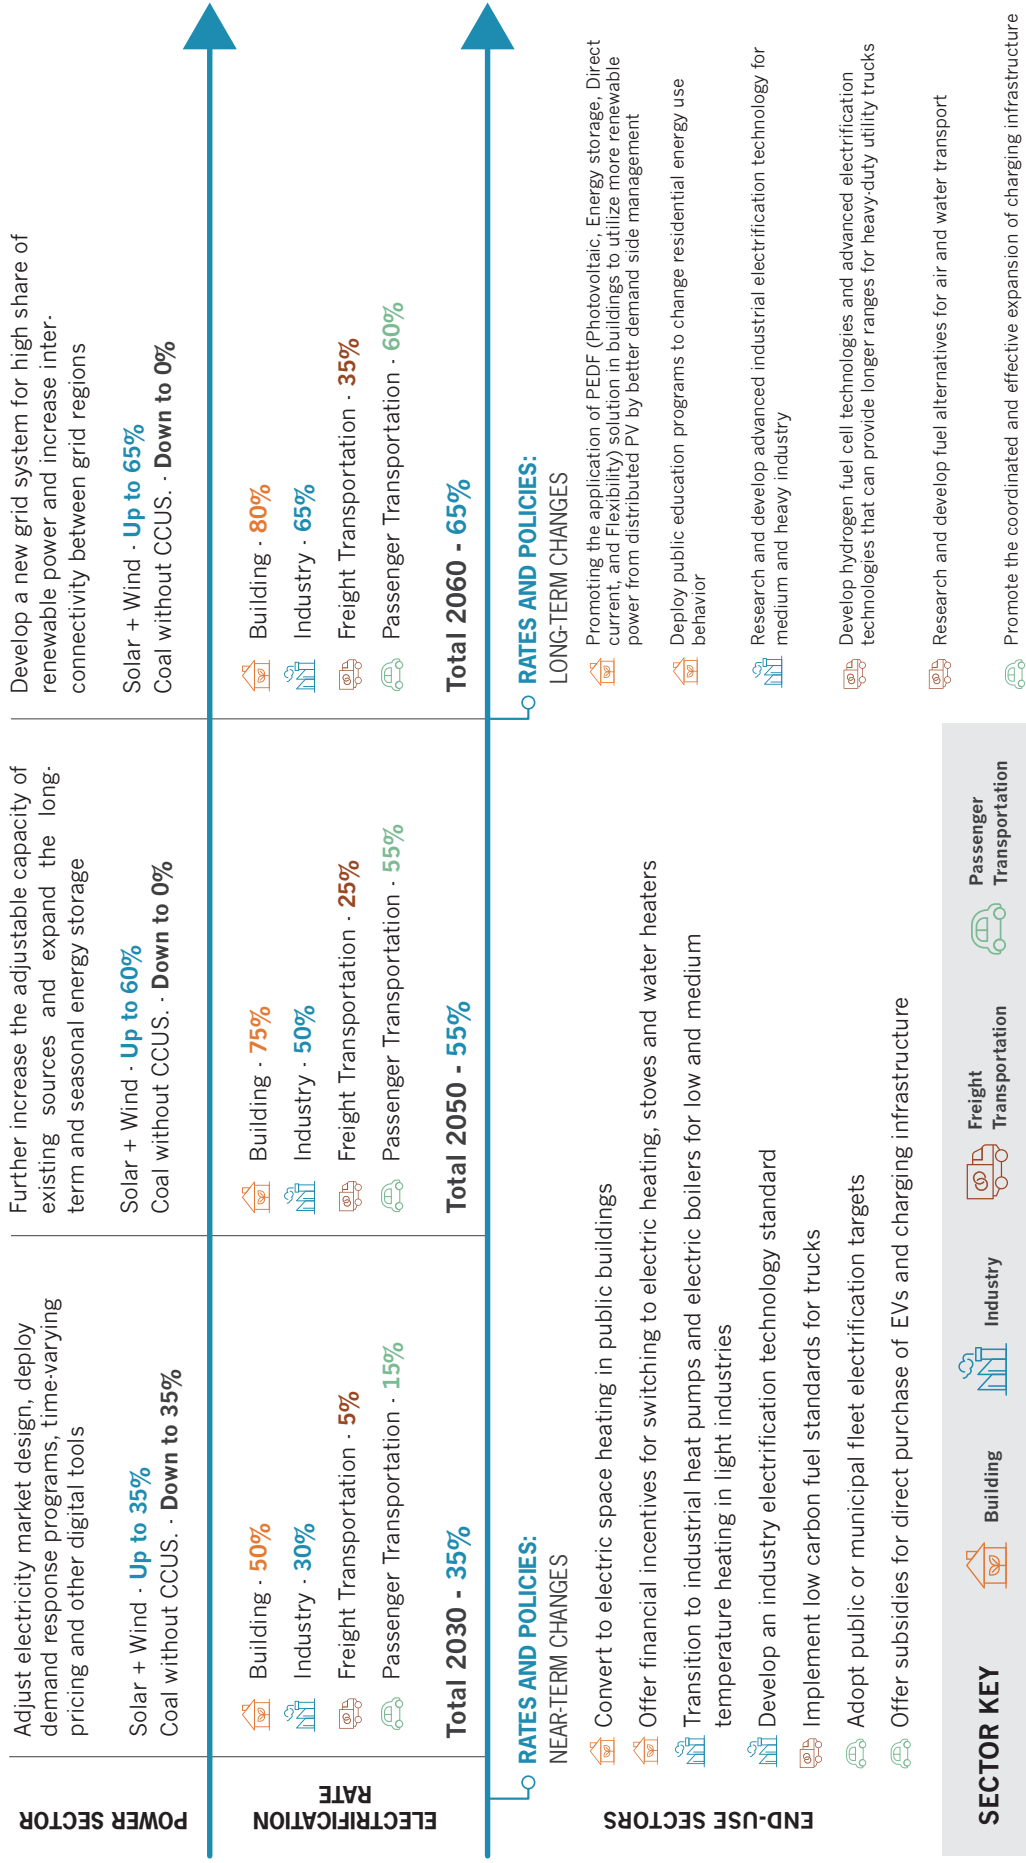 POWER SECTOR
Adjust electricity market design, deploy
demand response programs, time-varying
pricing and other digital tools
Solar + Wind · Up to 35%
Coal without CCUS. · Down to 35%
Further increase the adjustable capacity of
existing sources and expand the long-
term and seasonal energy storage
Solar + Wind · Up to 60%
Coal without CCUS. · Down to 0%
Develop a new grid system for high share of
renewable power and increase inter-
connectivity between grid regions
Solar + Wind · Up to 65%
Coal without CCUS. · Down to 0%
ELECTRIFICATION
RATE
Building · 50%
Industry · 30%
Freight Transportation · 5%
Passenger Transportation · 15%
Total 2030 - 35%
Building · 75%
Industry · 50%
Freight Transportation · 25%
Passenger Transportation · 55%
Total 2050 - 55%
Building · 80%
Industry · 65%
Freight Transportation · 35%
Passenger Transportation · 60%
Total 2060 - 65%
END-USE SECTORS
RATES AND POLICIES:
NEAR-TERM CHANGES
Convert to electric space heating in public buildings
Offer financial incentives for switching to electric heating, stoves and water heaters
Transition to industrial heat pumps and electric boilers for low and medium
temperature heating in light industries
Develop an industry electrification technology standard
Implement low carbon fuel standards for trucks
Adopt public or municipal fleet electrification targets
Offer subsidies for direct purchase of EVs and charging infrastructure
RATES AND POLICIES:
LONG-TERM CHANGES
Promoting the application of PEDF (Photovoltaic, Energy storage, Direct
current, and Flexibility) solution in buildings to utilize more renewable
power from distributed PV by better demand side management
Deploy public education programs to change residential energy use
behavior
Research and develop advanced industrial electrification technology for
medium and heavy industry
Develop hydrogen fuel cell technologies and advanced electrification
technologies that can provide longer ranges for heavy-duty utility trucks
Research and develop fuel alternatives for air and water transport
Promote the coordinated and effective expansion of charging infrastructure
SECTOR KEY
Building
Industry
Freight
Transportation
Passenger
Transportation